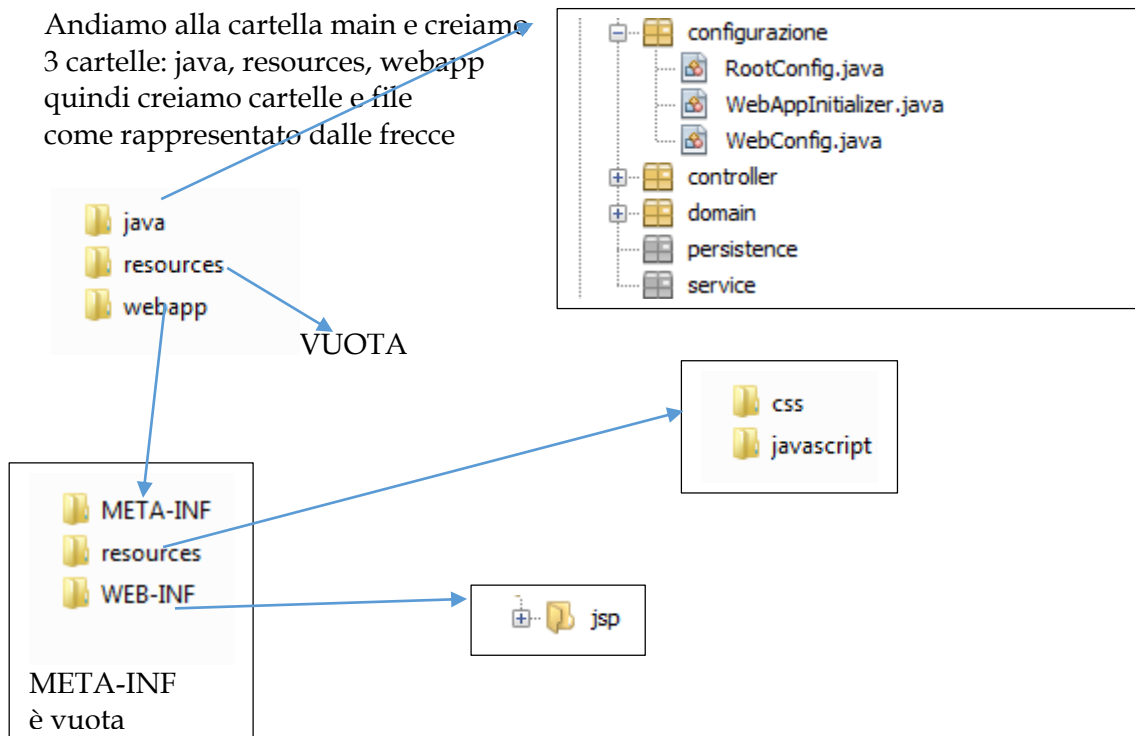 Andiamo alla cartella main e creiamo
3 cartelle: java, resources, webapp
quindi creiamo cartelle e file
come rappresentato dalle frecce
configurazione
RootConfig.java
WebAppInitializer.java
WebConfig.java
controller
domain
persistence
service
java
resources
webapp
VUOTA
css
javascript
META-INF
resources
WEB-INF
META-INF
è vuota
jsp